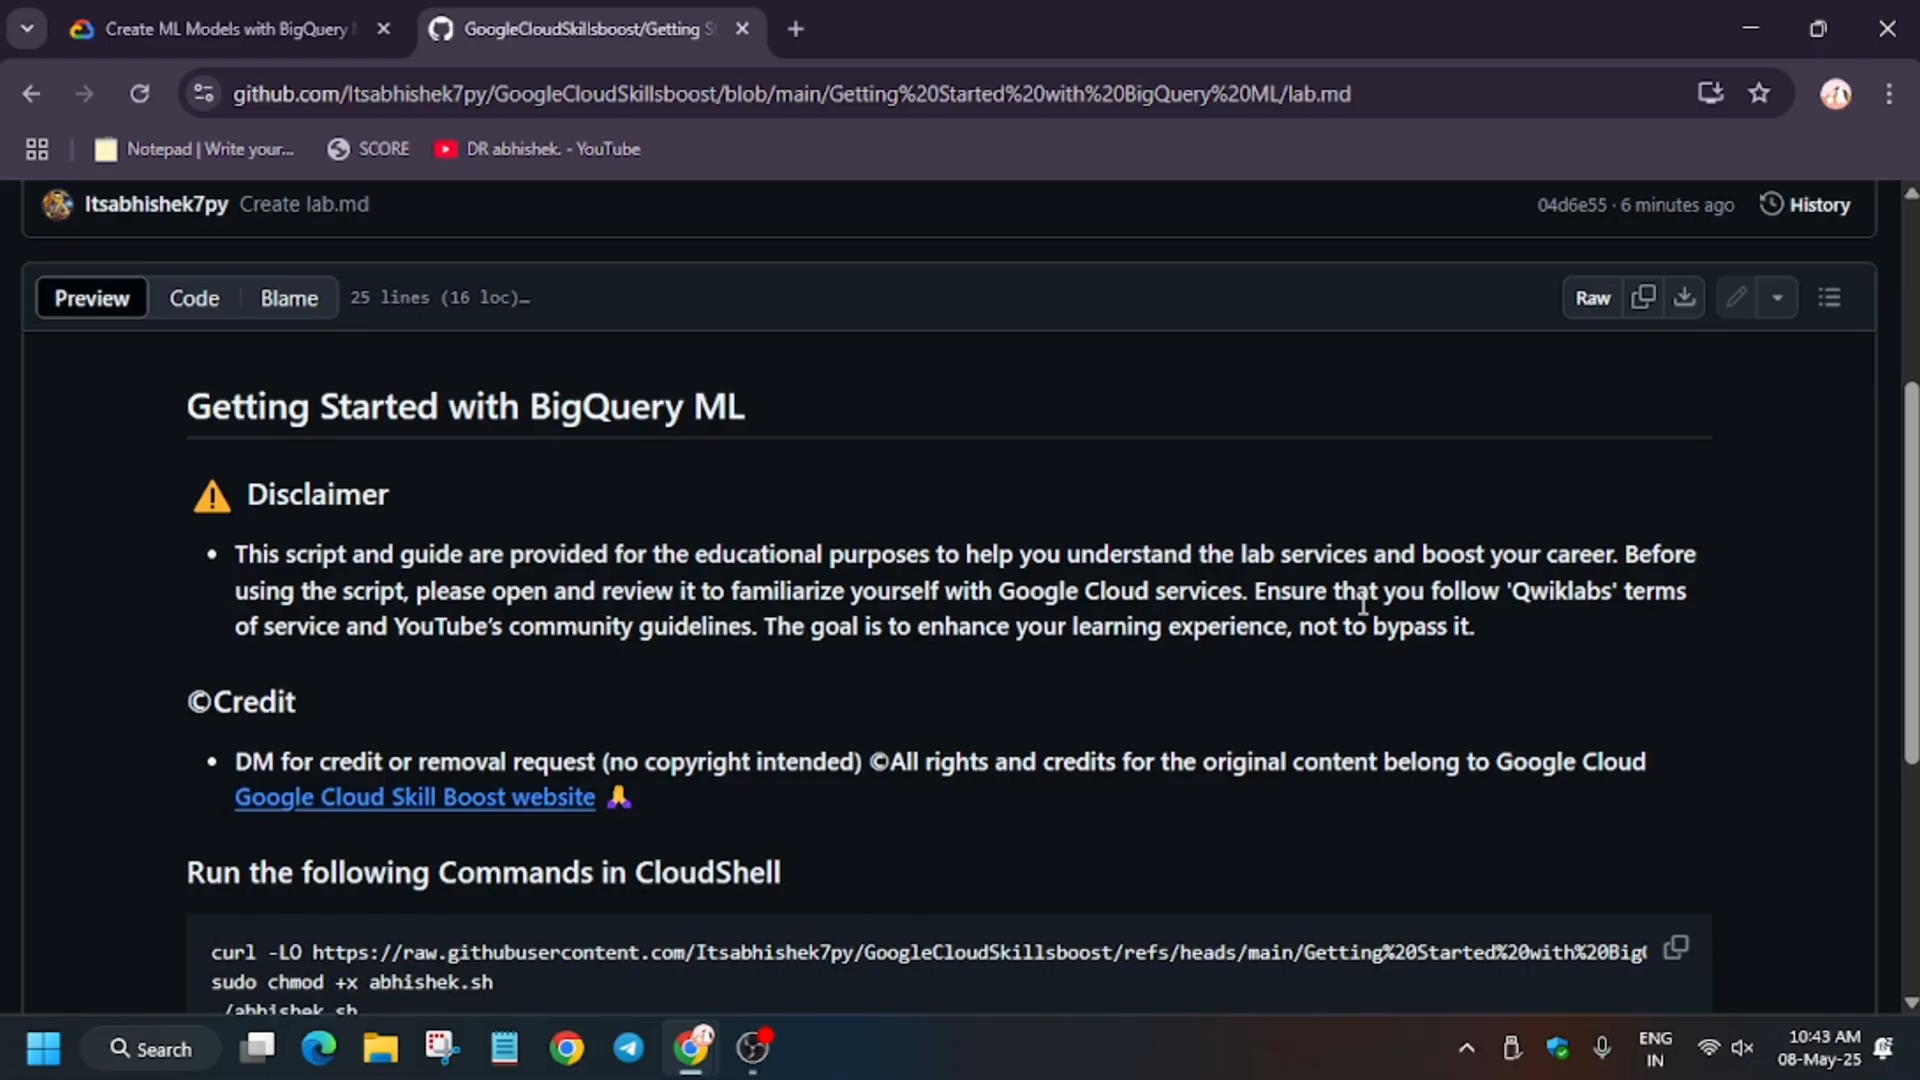 Create ML Models with BigQuery
GoogleCloudSkillsboost/Getting S
github.com/Itsabhishek7py/GoogleCloudSkillsboost/blob/main/Getting%20Started%20with%20BigQuery%20ML/lab.md
Notepad | Write your...
SCORE
DR abhishek. - YouTube
Itsabhishek7py Create lab.md
04d6e55 · 6 minutes ago
History
Preview
Code
Blame
25 lines (16 loc)…
Raw
Getting Started with BigQuery ML
Disclaimer
• This script and guide are provided for the educational purposes to help you understand the lab services and boost your career. Before
using the script, please open and review it to familiarize yourself with Google Cloud services. Ensure that you follow 'Qwiklabs' terms
of service and YouTube's community guidelines. The goal is to enhance your learning experience, not to bypass it.
©Credit
• DM for credit or removal request (no copyright intended) ©All rights and credits for the original content belong to Google Cloud
Google Cloud Skill Boost website
Run the following Commands in CloudShell
curl -LO https://raw.githubusercontent.com/Itsabhishek7py/GoogleCloudSkillsboost/refs/heads/main/Getting%20Started%20with%20Big
sudo chmod +x abhishek.sh
./abhishek.sh
Search
ENG
IN
10:43 AM
08-May-25